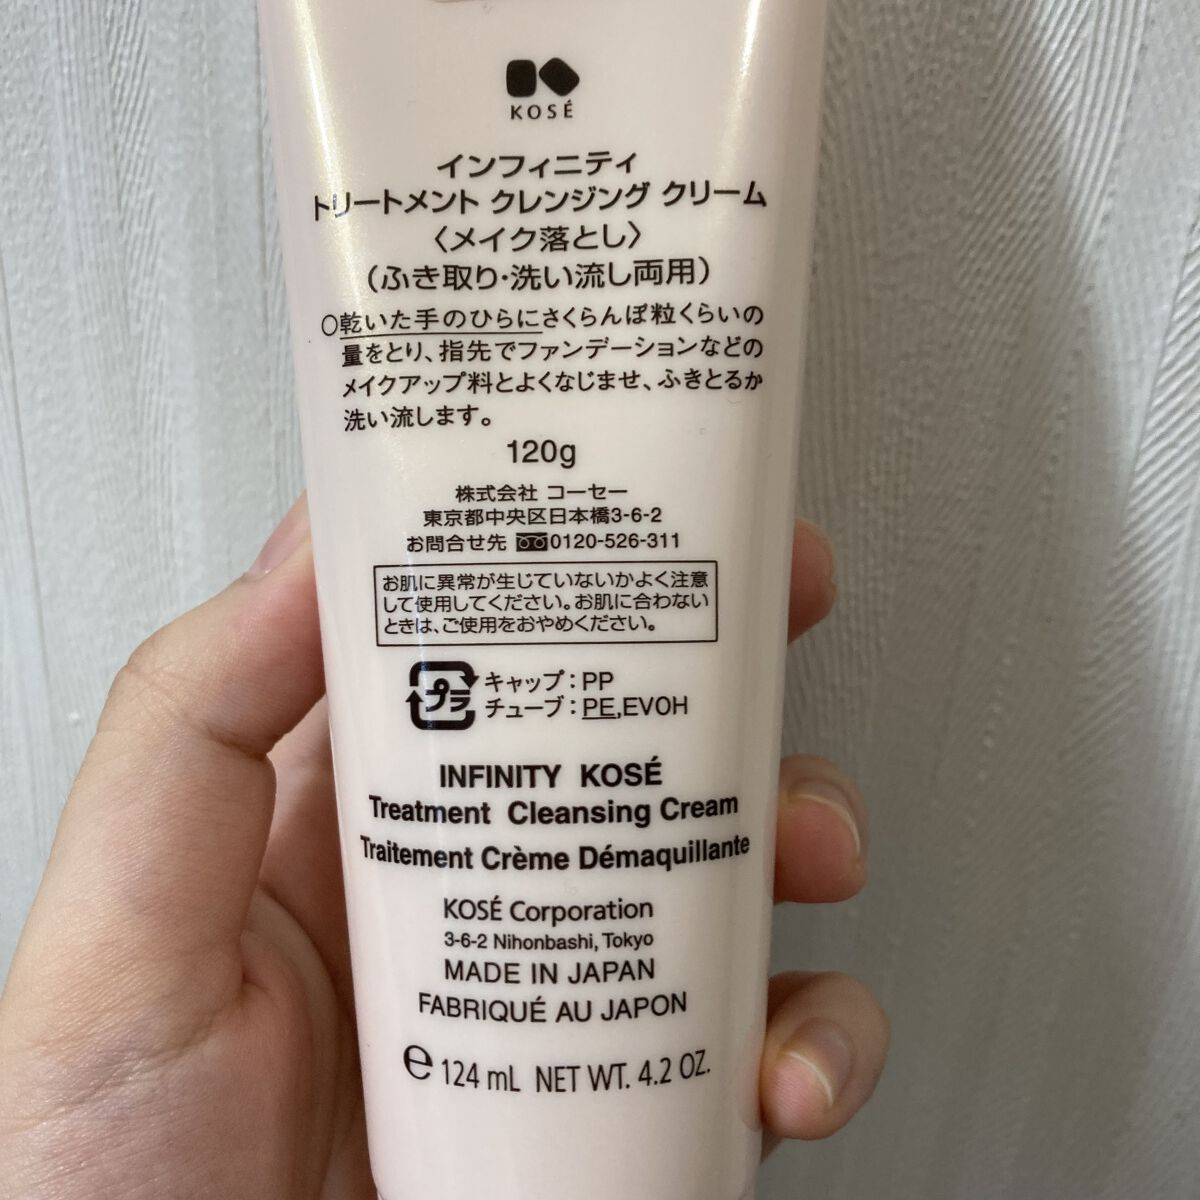 KOSÉ
インフィニティ
トリートメント クレンジング クリーム
〈メイク落とし〉
(ふき取り・洗い流し両用)
○乾いた手のひらにさくらんぼ粒くらいの
量をとり、指先でファンデーションなどの
メイクアップ料とよくなじませ、ふきとるか
洗い流します。
120g
株式会社 コーセー
東京都中央区日本橋3-6-2
お問合せ先 0120-526-311
お肌に異常が生じていないかよく注意
して使用してください。お肌に合わない
ときは、ご使用をおやめください。
プラ
キャップ:PP
チューブ:PE,EVOH
INFINITY KOSÉ
Treatment Cleansing Cream
Traitement Crème Démaquillante
KOSÉ Corporation
3-6-2 Nihonbashi, Tokyo
MADE IN JAPAN
FABRIQUÉ AU JAPON
℮ 124 mL NET WT. 4.2 OZ.